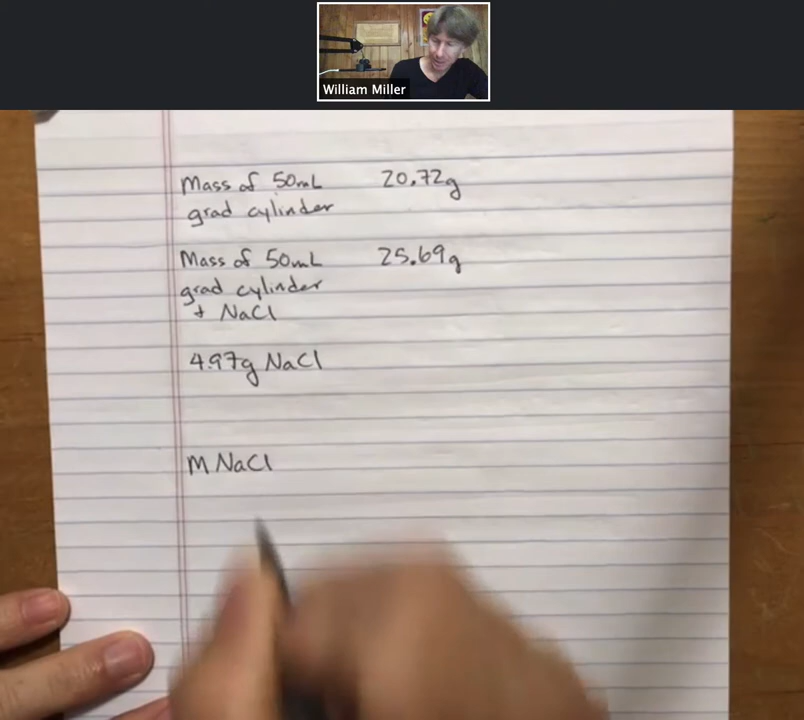 William Miller
Mass of 50mL 20.72g
grad cylinder
Mass of 50mL 25.69g
grad cylinder
+ NaCl
4.97g NaCl
M NaCl